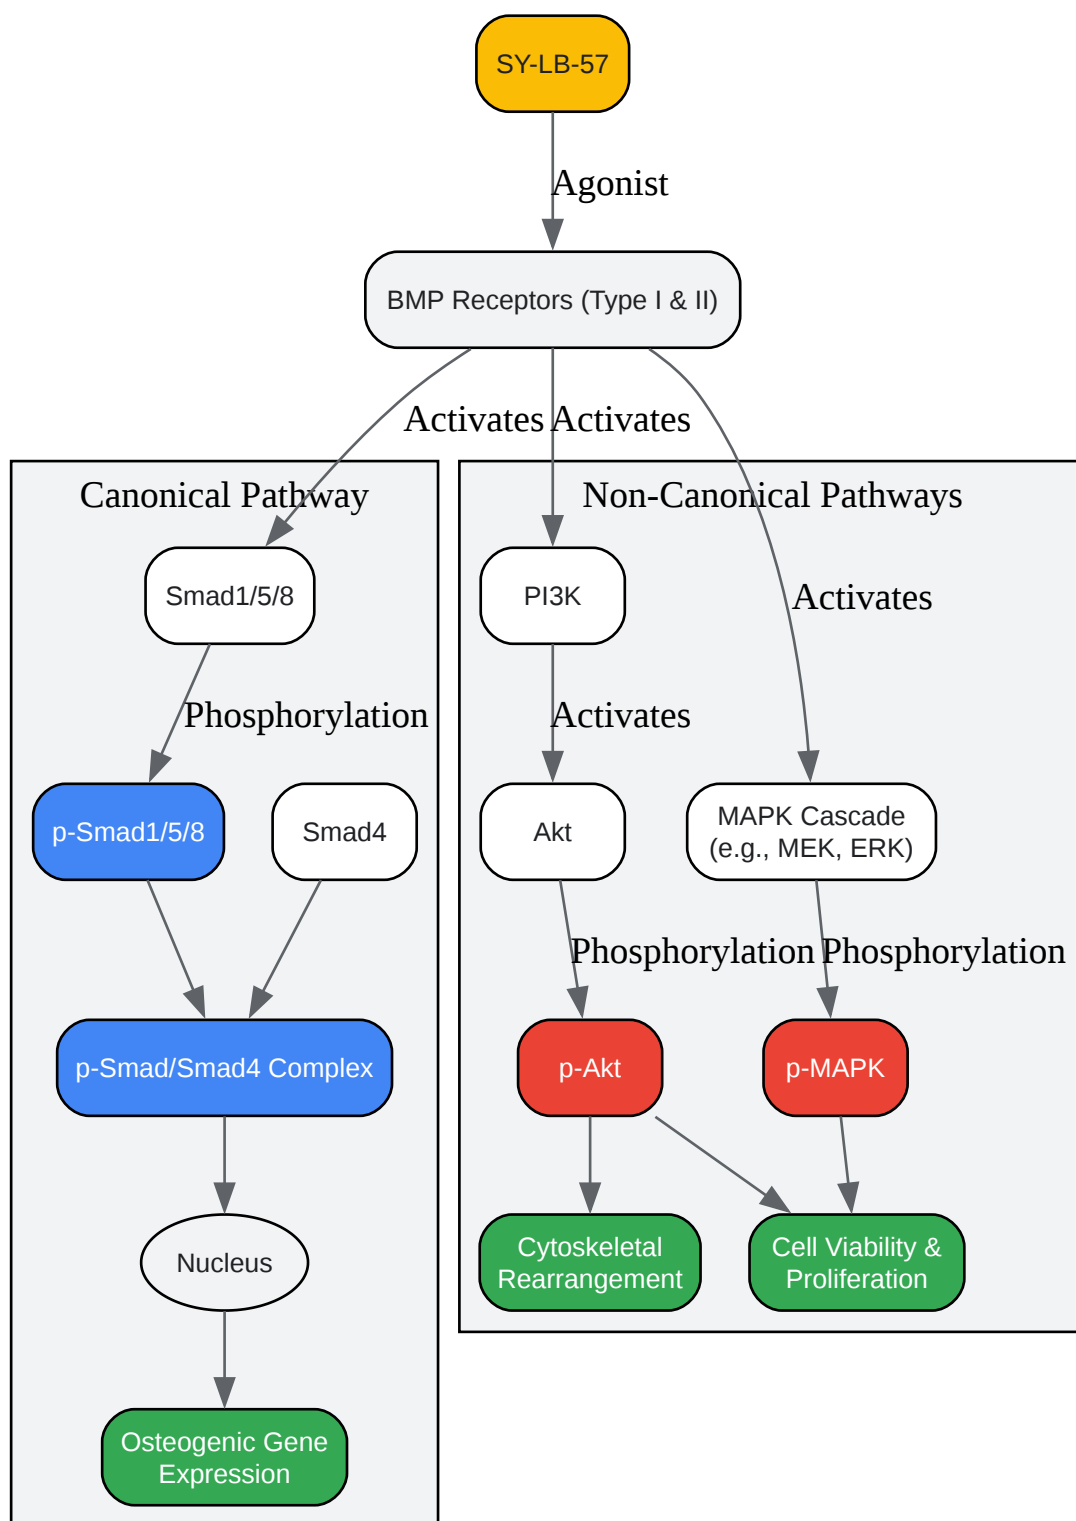 SY-LB-57
Agonist
BMP Receptors (Type I & II)
Activates
Activates
Canonical Pathway
Non-Canonical Pathways
Smad1/5/8
PI3K
Activates
Phosphorylation
Activates
p-Smad1/5/8
Smad4
Akt
MAPK Cascade
(e.g., MEK, ERK)
Phosphorylation
Phosphorylation
p-Smad/Smad4 Complex
p-Akt
p-MAPK
Nucleus
Cytoskeletal
Rearrangement
Cell Viability &
Proliferation
Osteogenic Gene
Expression